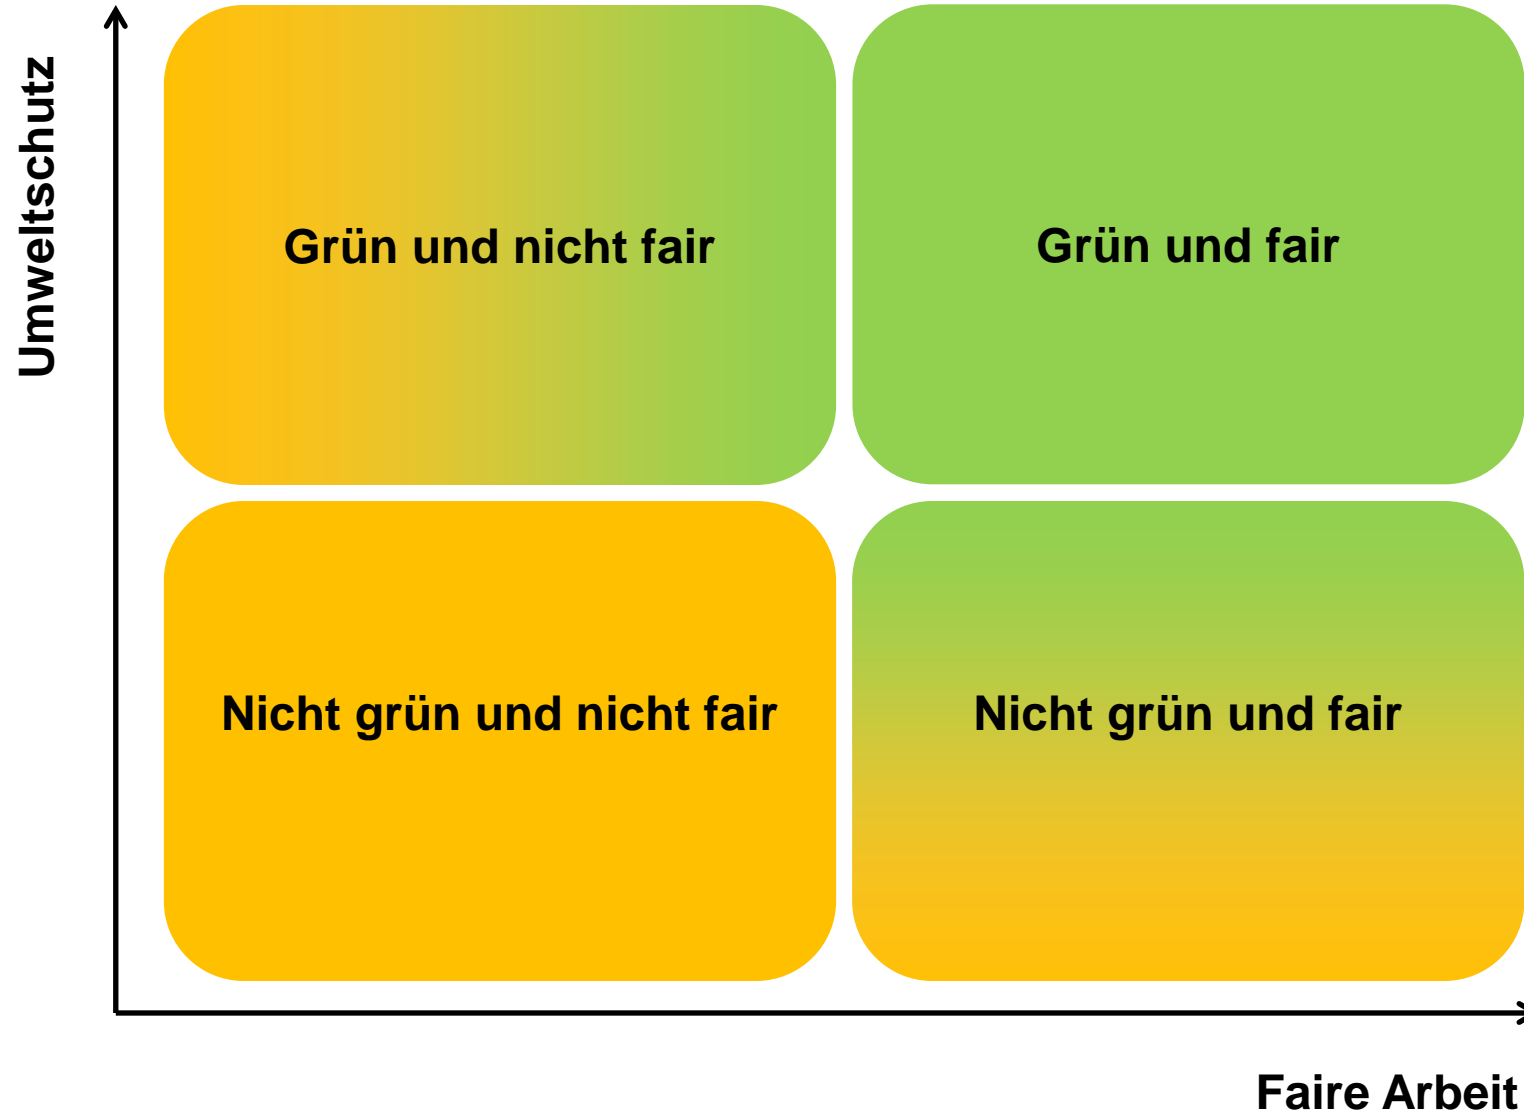 Umweltschutz
Grün und nicht fair
Grün und fair
Nicht grün und nicht fair
Nicht grün und fair
Faire Arbeit